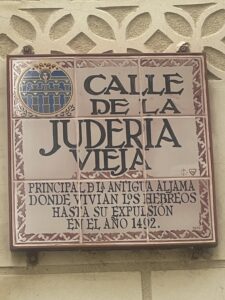 CALLE
DE LA
JUDERIA
VIEJA
PRINCIPAL DE LA ANTIGUA ALJAMA
DONDE VIVIAN LOS HEBREOS
HASTA SU EXPULSIÓN
EN EL AÑO 1492.